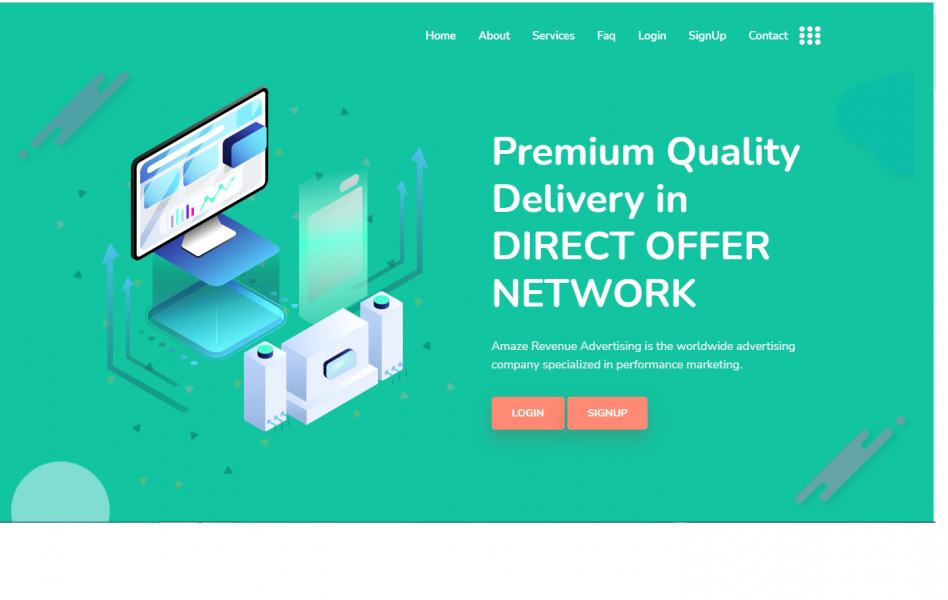 Home About Services Faq Login SignUp Contact
Premium Quality
Delivery in
DIRECT OFFER
NETWORK
Amaze Revenue Advertising is the worldwide advertising
company specialized in performance marketing.
LOGIN SIGNUP